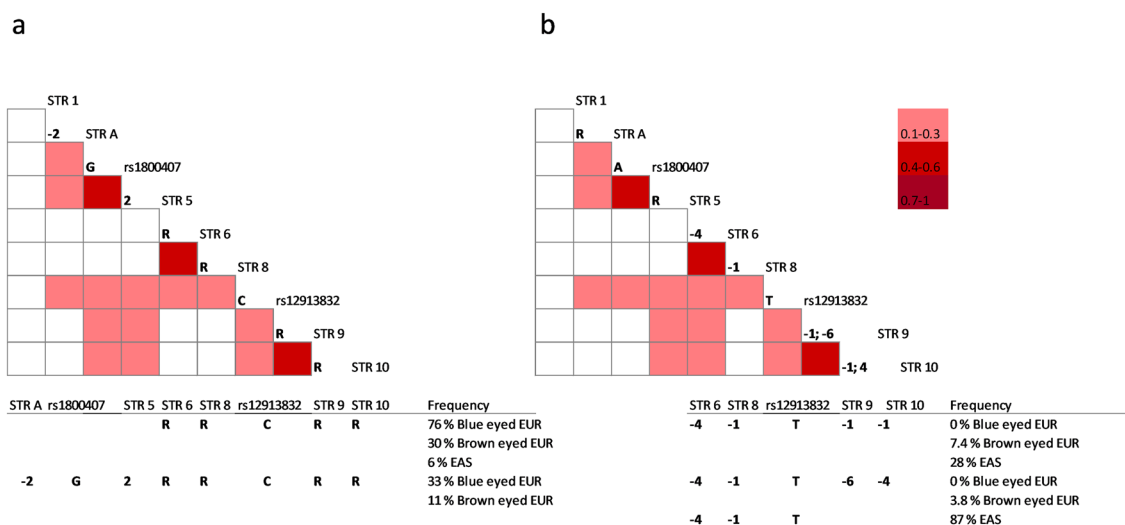 a b
STR 1 STR 1
-2 STR A R STR A 0.1-0.3
G rs1800407 A rs1800407 0.4-0.6
2 STR 5 R STR 5 0.7-1
R STR 6 -4 STR 6
R STR 8 -1 STR 8
C rs12913832 T rs12913832
R STR 9 -1; -6 STR 9
R STR 10 -1; 4 STR 10
STR A rs1800407 STR 5 STR 6 STR 8 rs12913832 STR 9 STR 10 Frequency STR 6 STR 8 rs12913832 STR 9 STR 10 Frequency
R R C R R 76 % Blue eyed EUR -4 -1 T -1 -1 0 % Blue eyed EUR
30 % Brown eyed EUR 7.4 % Brown eyed EUR
6 % EAS 28 % EAS
-2 G 2 R R C R R 33 % Blue eyed EUR -4 -1 T -6 -4 0 % Blue eyed EUR
11 % Brown eyed EUR 3.8 % Brown eyed EUR
-4 -1 T 87 % EAS